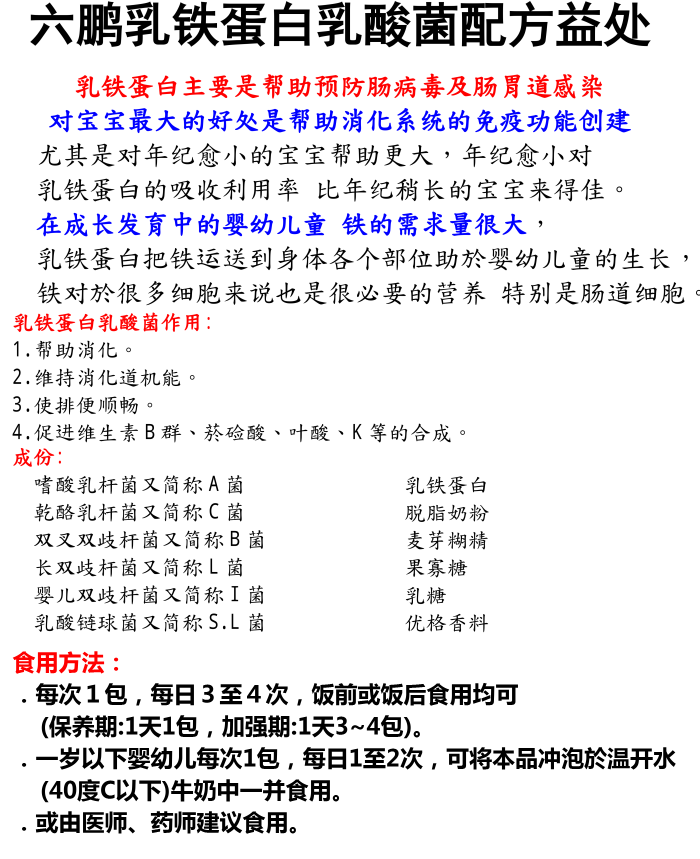 六鹏乳铁蛋白乳酸菌配方益处
乳铁蛋白主要是帮助预防肠病毒及肠胃道感染
对宝宝最大的好处是帮助消化系统的免疫功能创建
尤其是对年纪愈小的宝宝帮助更大，年纪愈小对
乳铁蛋白的吸收利用率 比年纪稍长的宝宝来得佳。
在成长发育中的婴幼儿童 铁的需求量很大，
乳铁蛋白把铁运送到身体各个部位助於婴幼儿童的生长，
铁对於很多细胞来说也是很必要的营养 特别是肠道细胞。
乳铁蛋白乳酸菌作用：
1.帮助消化。
2.维持消化道机能。
3.使排便顺畅。
4.促进维生素B群、菸硷酸、叶酸、K等的合成。
成份：
嗜酸乳杆菌又简称A菌 乳铁蛋白
乾酪乳杆菌又简称C菌 脱脂奶粉
双叉双歧杆菌又简称B菌 麦芽糊精
长双歧杆菌又简称L菌 果寡糖
婴儿双歧杆菌又简称I菌 乳糖
乳酸链球菌又简称S.L菌 优格香料
食用方法：
．每次１包，每日３至４次，饭前或饭后食用均可
(保养期:1天1包，加强期:1天3~4包)。
．一岁以下婴幼儿每次1包，每日1至2次，可将本品冲泡於温开水
(40度C以下)牛奶中一并食用。
．或由医师、药师建议食用。